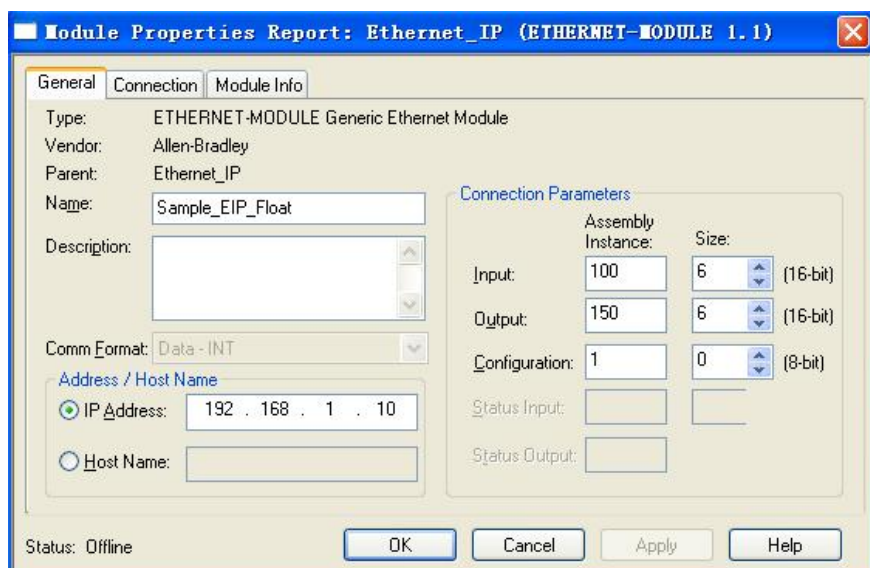 Module Properties Report: Ethernet_IP (ETHERNET-MODULE 1.1)
General Connection Module Info
Type: ETHERNET-MODULE Generic Ethernet Module
Vendor: Allen-Bradley
Parent: Ethernet_IP
Name: Sample_EIP_Float
Description:
Comm Format: Data - INT
Address / Host Name
IP Address: 192 . 168 . 1 . 10
Host Name:
Connection Parameters
Assembly
Instance: Size:
Input: 100 6 (16-bit)
Output: 150 6 (16-bit)
Configuration: 1 0 (8-bit)
Status Input:
Status Output:
Status: Offline
OK Cancel Apply Help